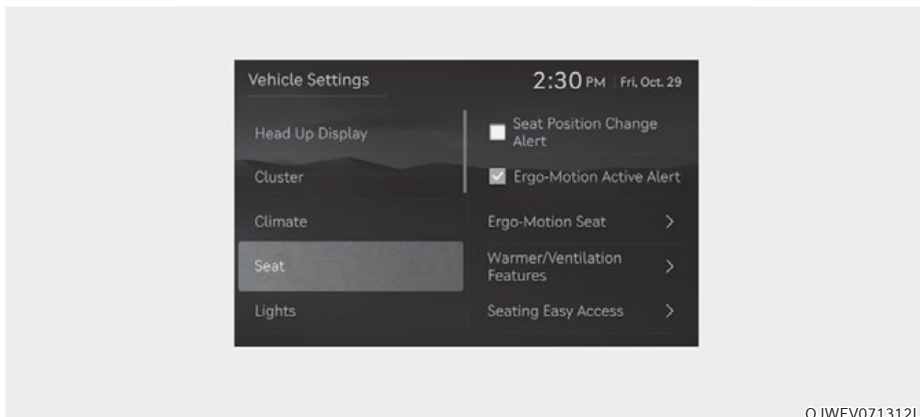 Vehicle Settings
2:30 PM Fri, Oct. 29
Head Up Display
Cluster
Climate
Seat
Lights
Seat Position Change
Alert
Ergo-Motion Active Alert
Ergo-Motion Seat
Warmer/Ventilation
Features
Seating Easy Access